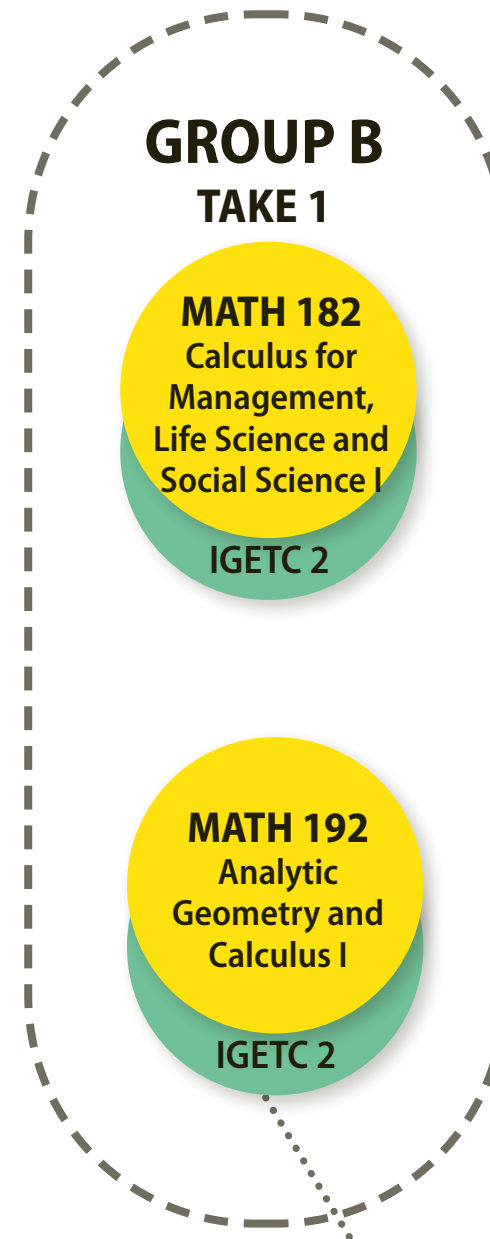 GROUP B
TAKE 1
MATH 182
Calculus for
Management,
Life Science and
Social Science I
IGETC 2
MATH 192
Analytic
Geometry and
Calculus I
IGETC 2